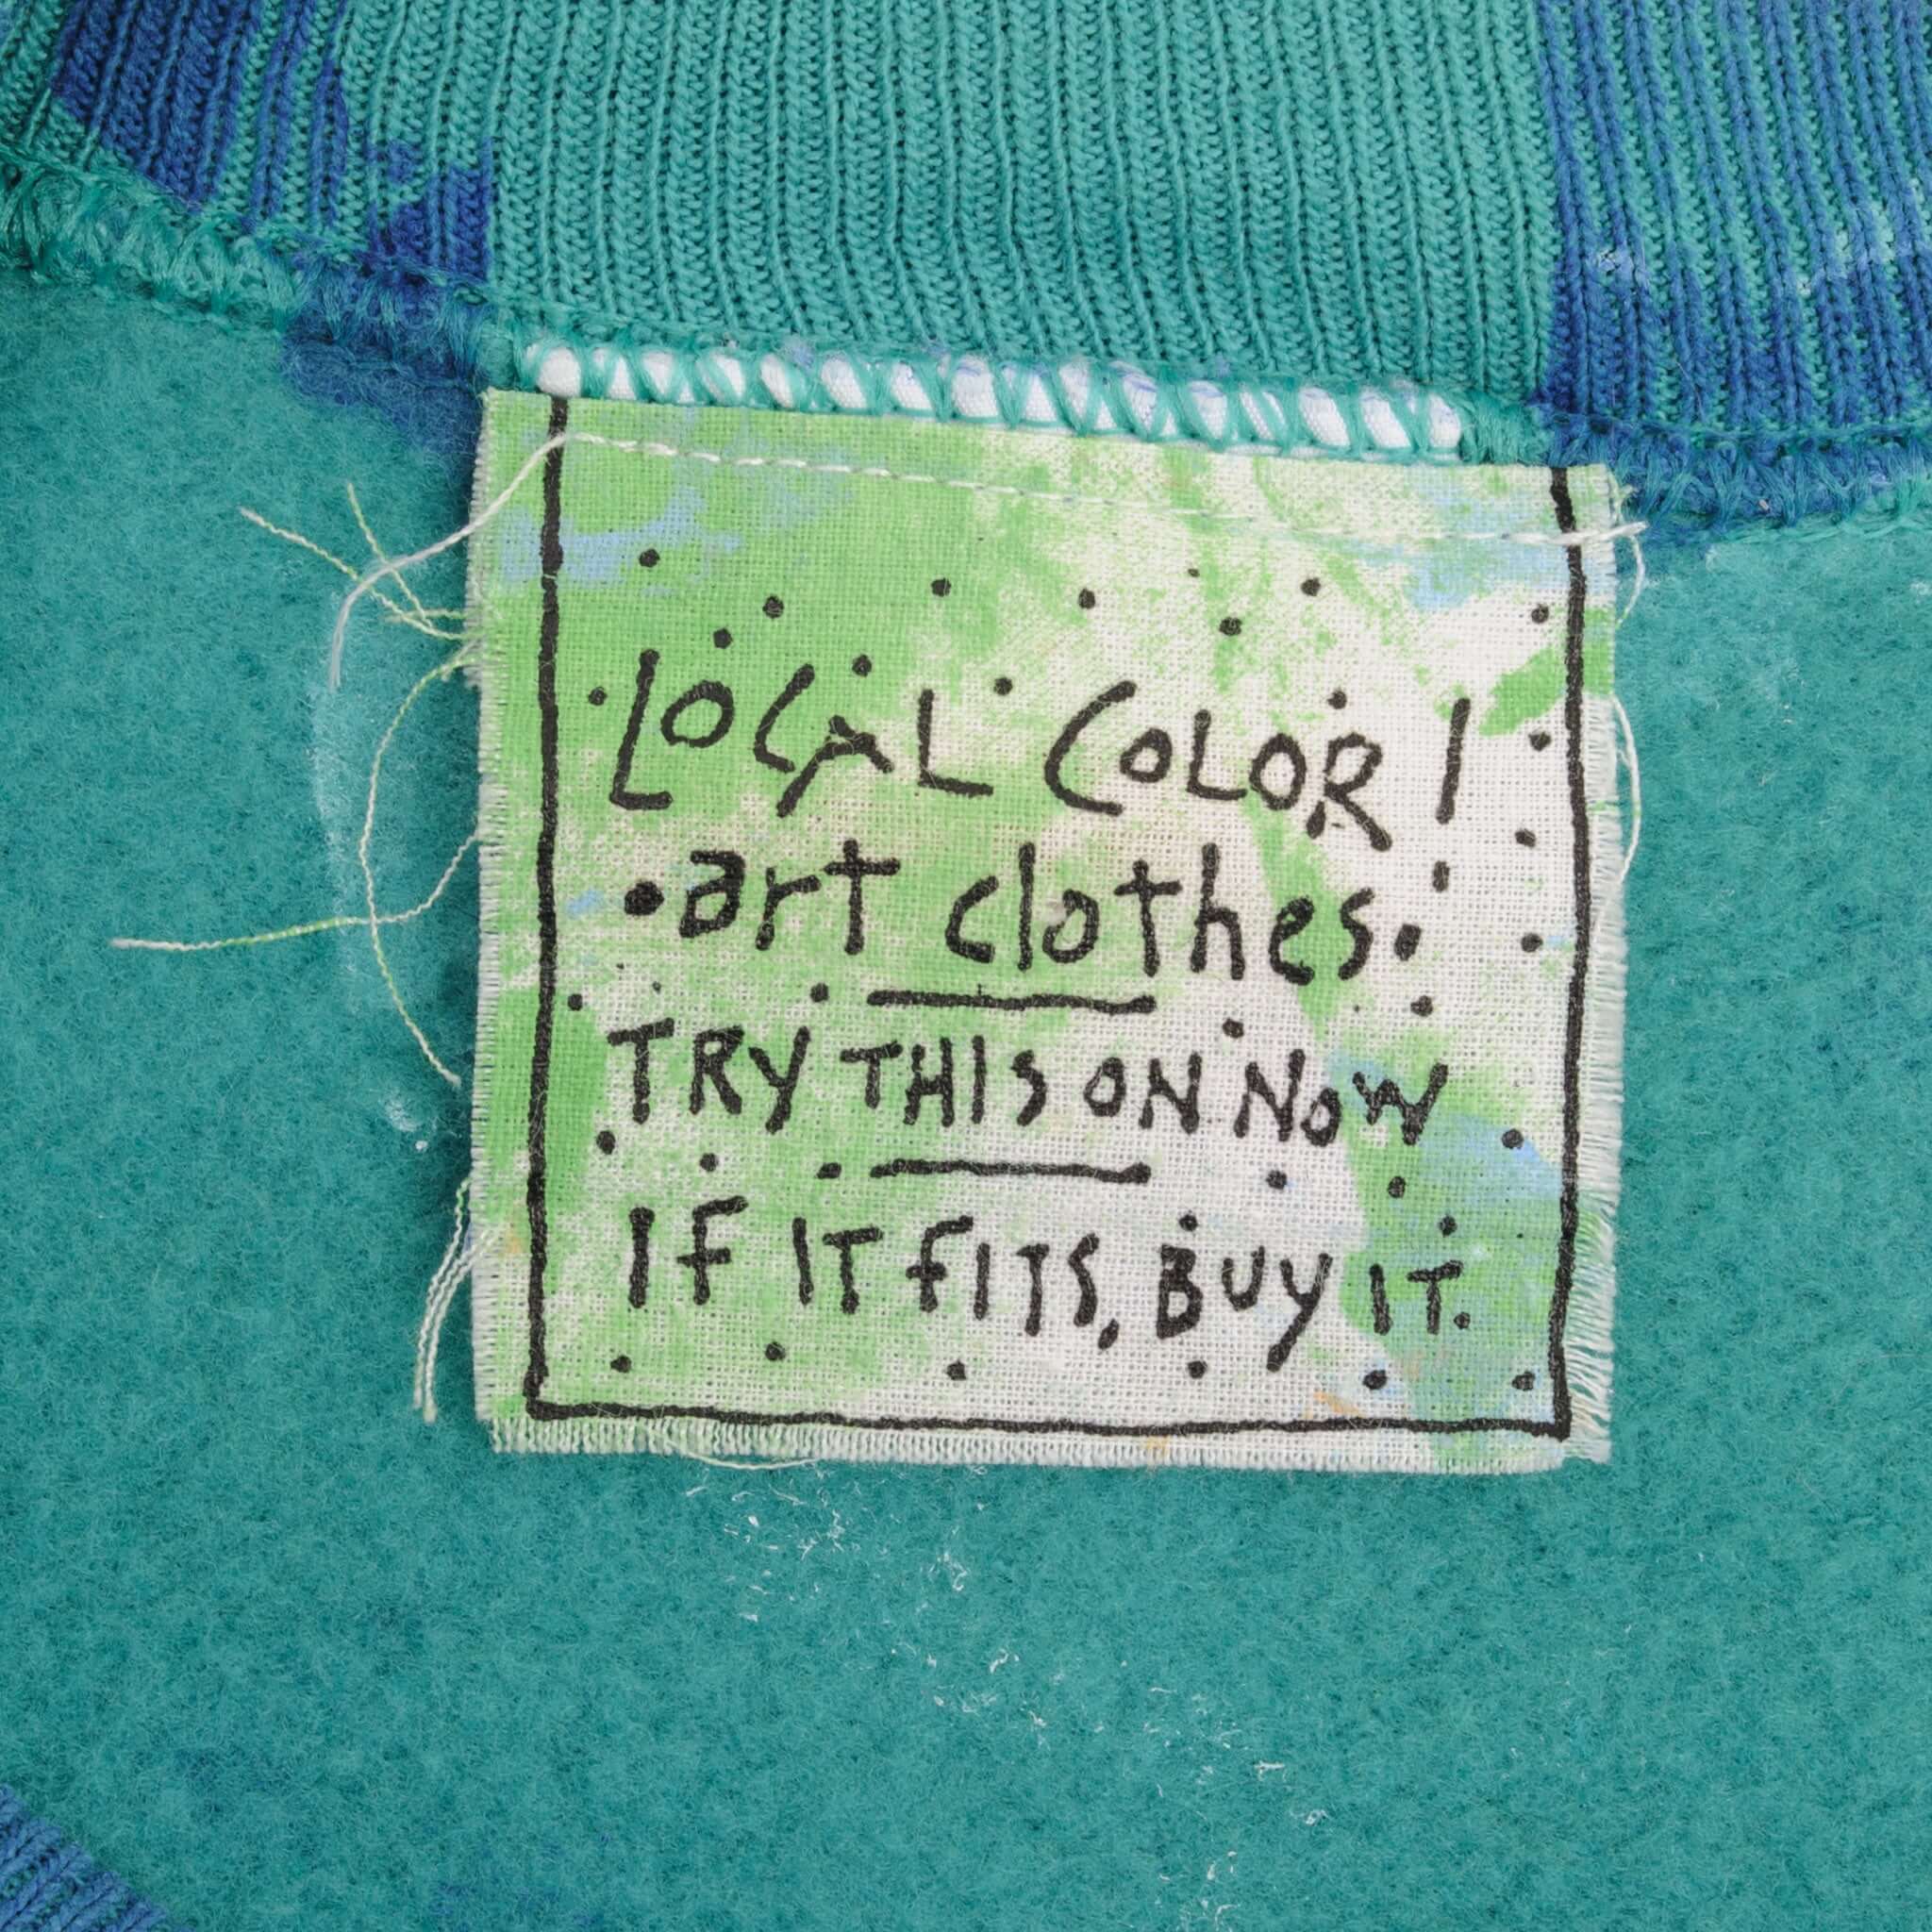 LOCAL COLOR!
•art clothes•
TRY THIS ON NOW
IF IT FITS, BUY IT.